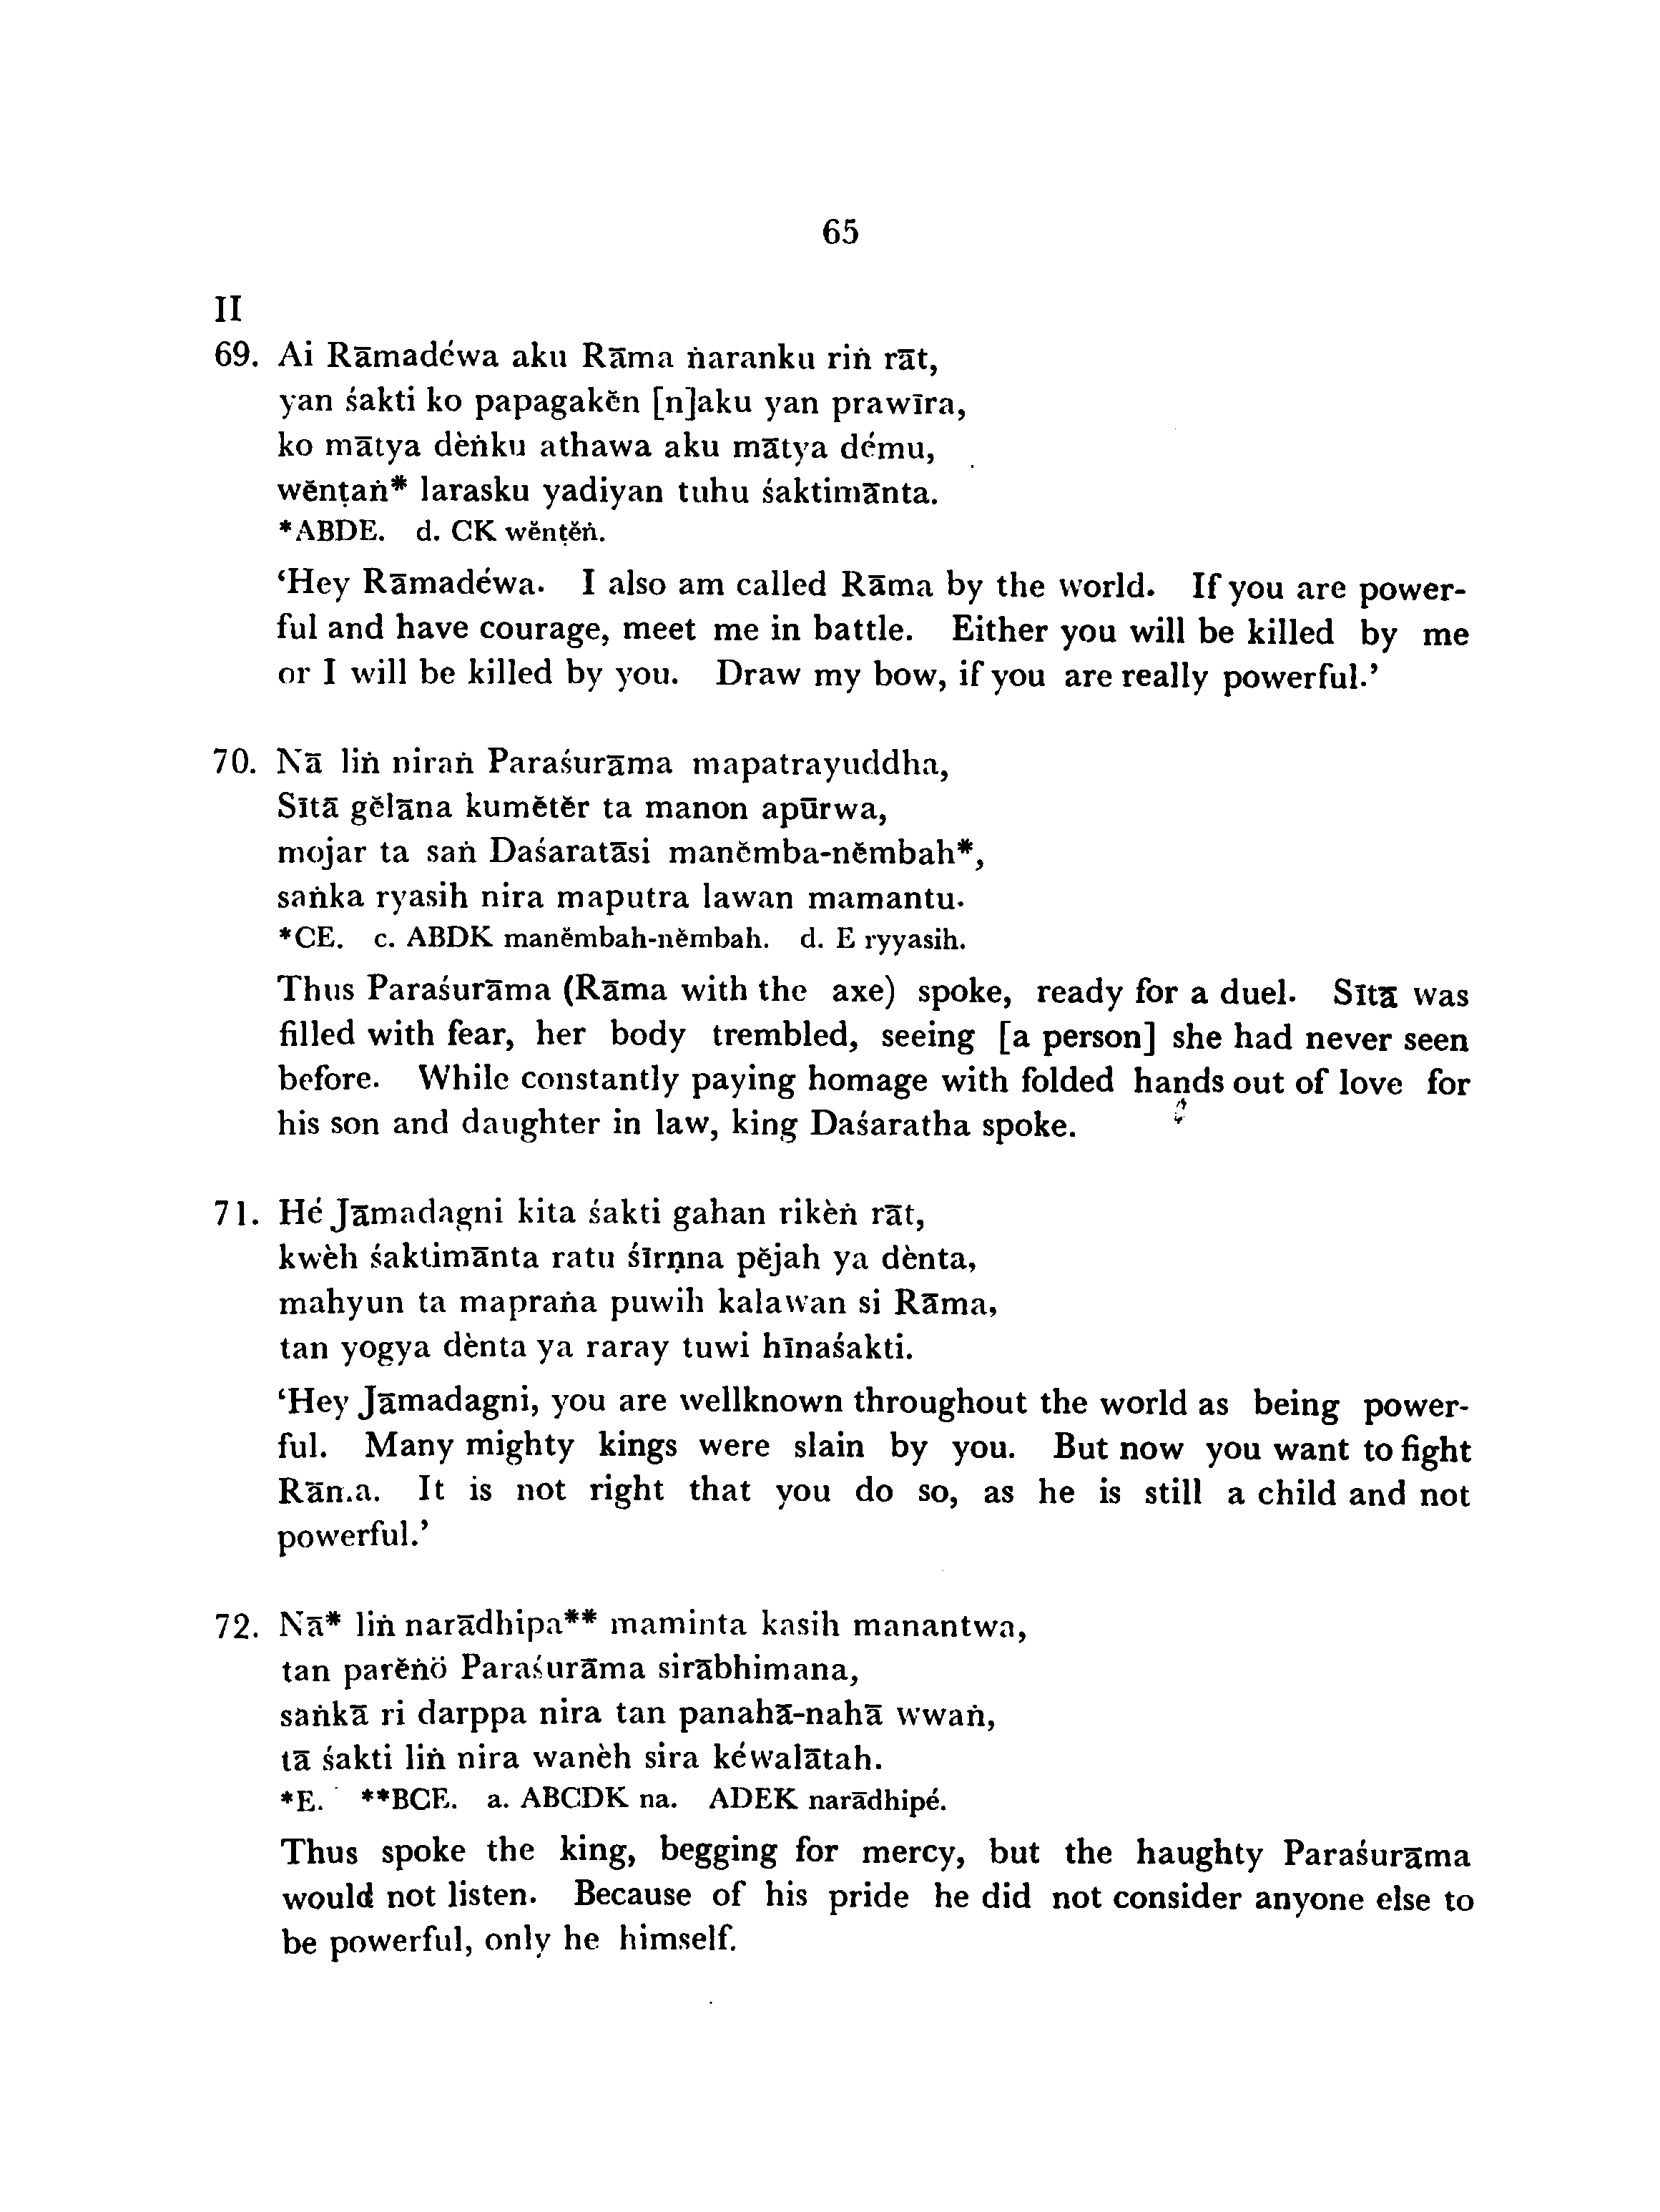 65
II
69. Ai Rāmadéwa aku Rāma ṅaranku riṅ rāt,
yan śakti ko papagakĕn [n]aku yan prawīra,
ko mātya dèṅku athawa aku mātya dému,
wĕnṭaṅ* larasku yadiyan tuhu śaktimānta.
*ABDE. d. CK wĕnṭĕṅ.
‘Hey Rāmadéwa. I also am called Rāma by the world. If you are power-
ful and have courage, meet me in battle. Either you will be killed by me
or I will be killed by you. Draw my bow, if you are really powerful.’
70. Nā liṅ niraṅ Paraśurāma mapatrayuddha,
Sītā gĕlāna kumĕtĕr ta manon apūrwa,
mojar ta saṅ Daśaratāsi manĕmba-nĕmbah*,
saṅka ryasih nira maputra lawan mamantu.
*CE. c. ABDK manĕmbah-nĕmbah. d. E ryyasih.
Thus Paraśurāma (Rāma with the axe) spoke, ready for a duel. Sītā was
filled with fear, her body trembled, seeing [a person] she had never seen
before. While constantly paying homage with folded hands out of love for
his son and daughter in law, king Daśaratha spoke.
71. Hé Jāmadagni kita śakti gahan rikèṅ rāt,
kwèh śaktimānta ratu śīrṇna pĕjah ya dènta,
mahyun ta mapraṅa puwih kalawan si Rāma,
tan yogya dènta ya raray tuwi hīnaśakti.
‘Hey Jāmadagni, you are wellknown throughout the world as being power-
ful. Many mighty kings were slain by you. But now you want to fight
Rān.a. It is not right that you do so, as he is still a child and not
powerful.’
72. Nā* liṅ narādhipa** maminta kasih manantwa,
tan parĕṅö Paraśurāma sirābhimana,
saṅkā ri darppa nira tan panahā-nahā wwaṅ,
tā śakti liṅ nira wanèh sira kéwalātah.
*E. **BCE. a. ABCDK na. ADEK narādhipé.
Thus spoke the king, begging for mercy, but the haughty Paraśurāma
would not listen. Because of his pride he did not consider anyone else to
be powerful, only he himself.